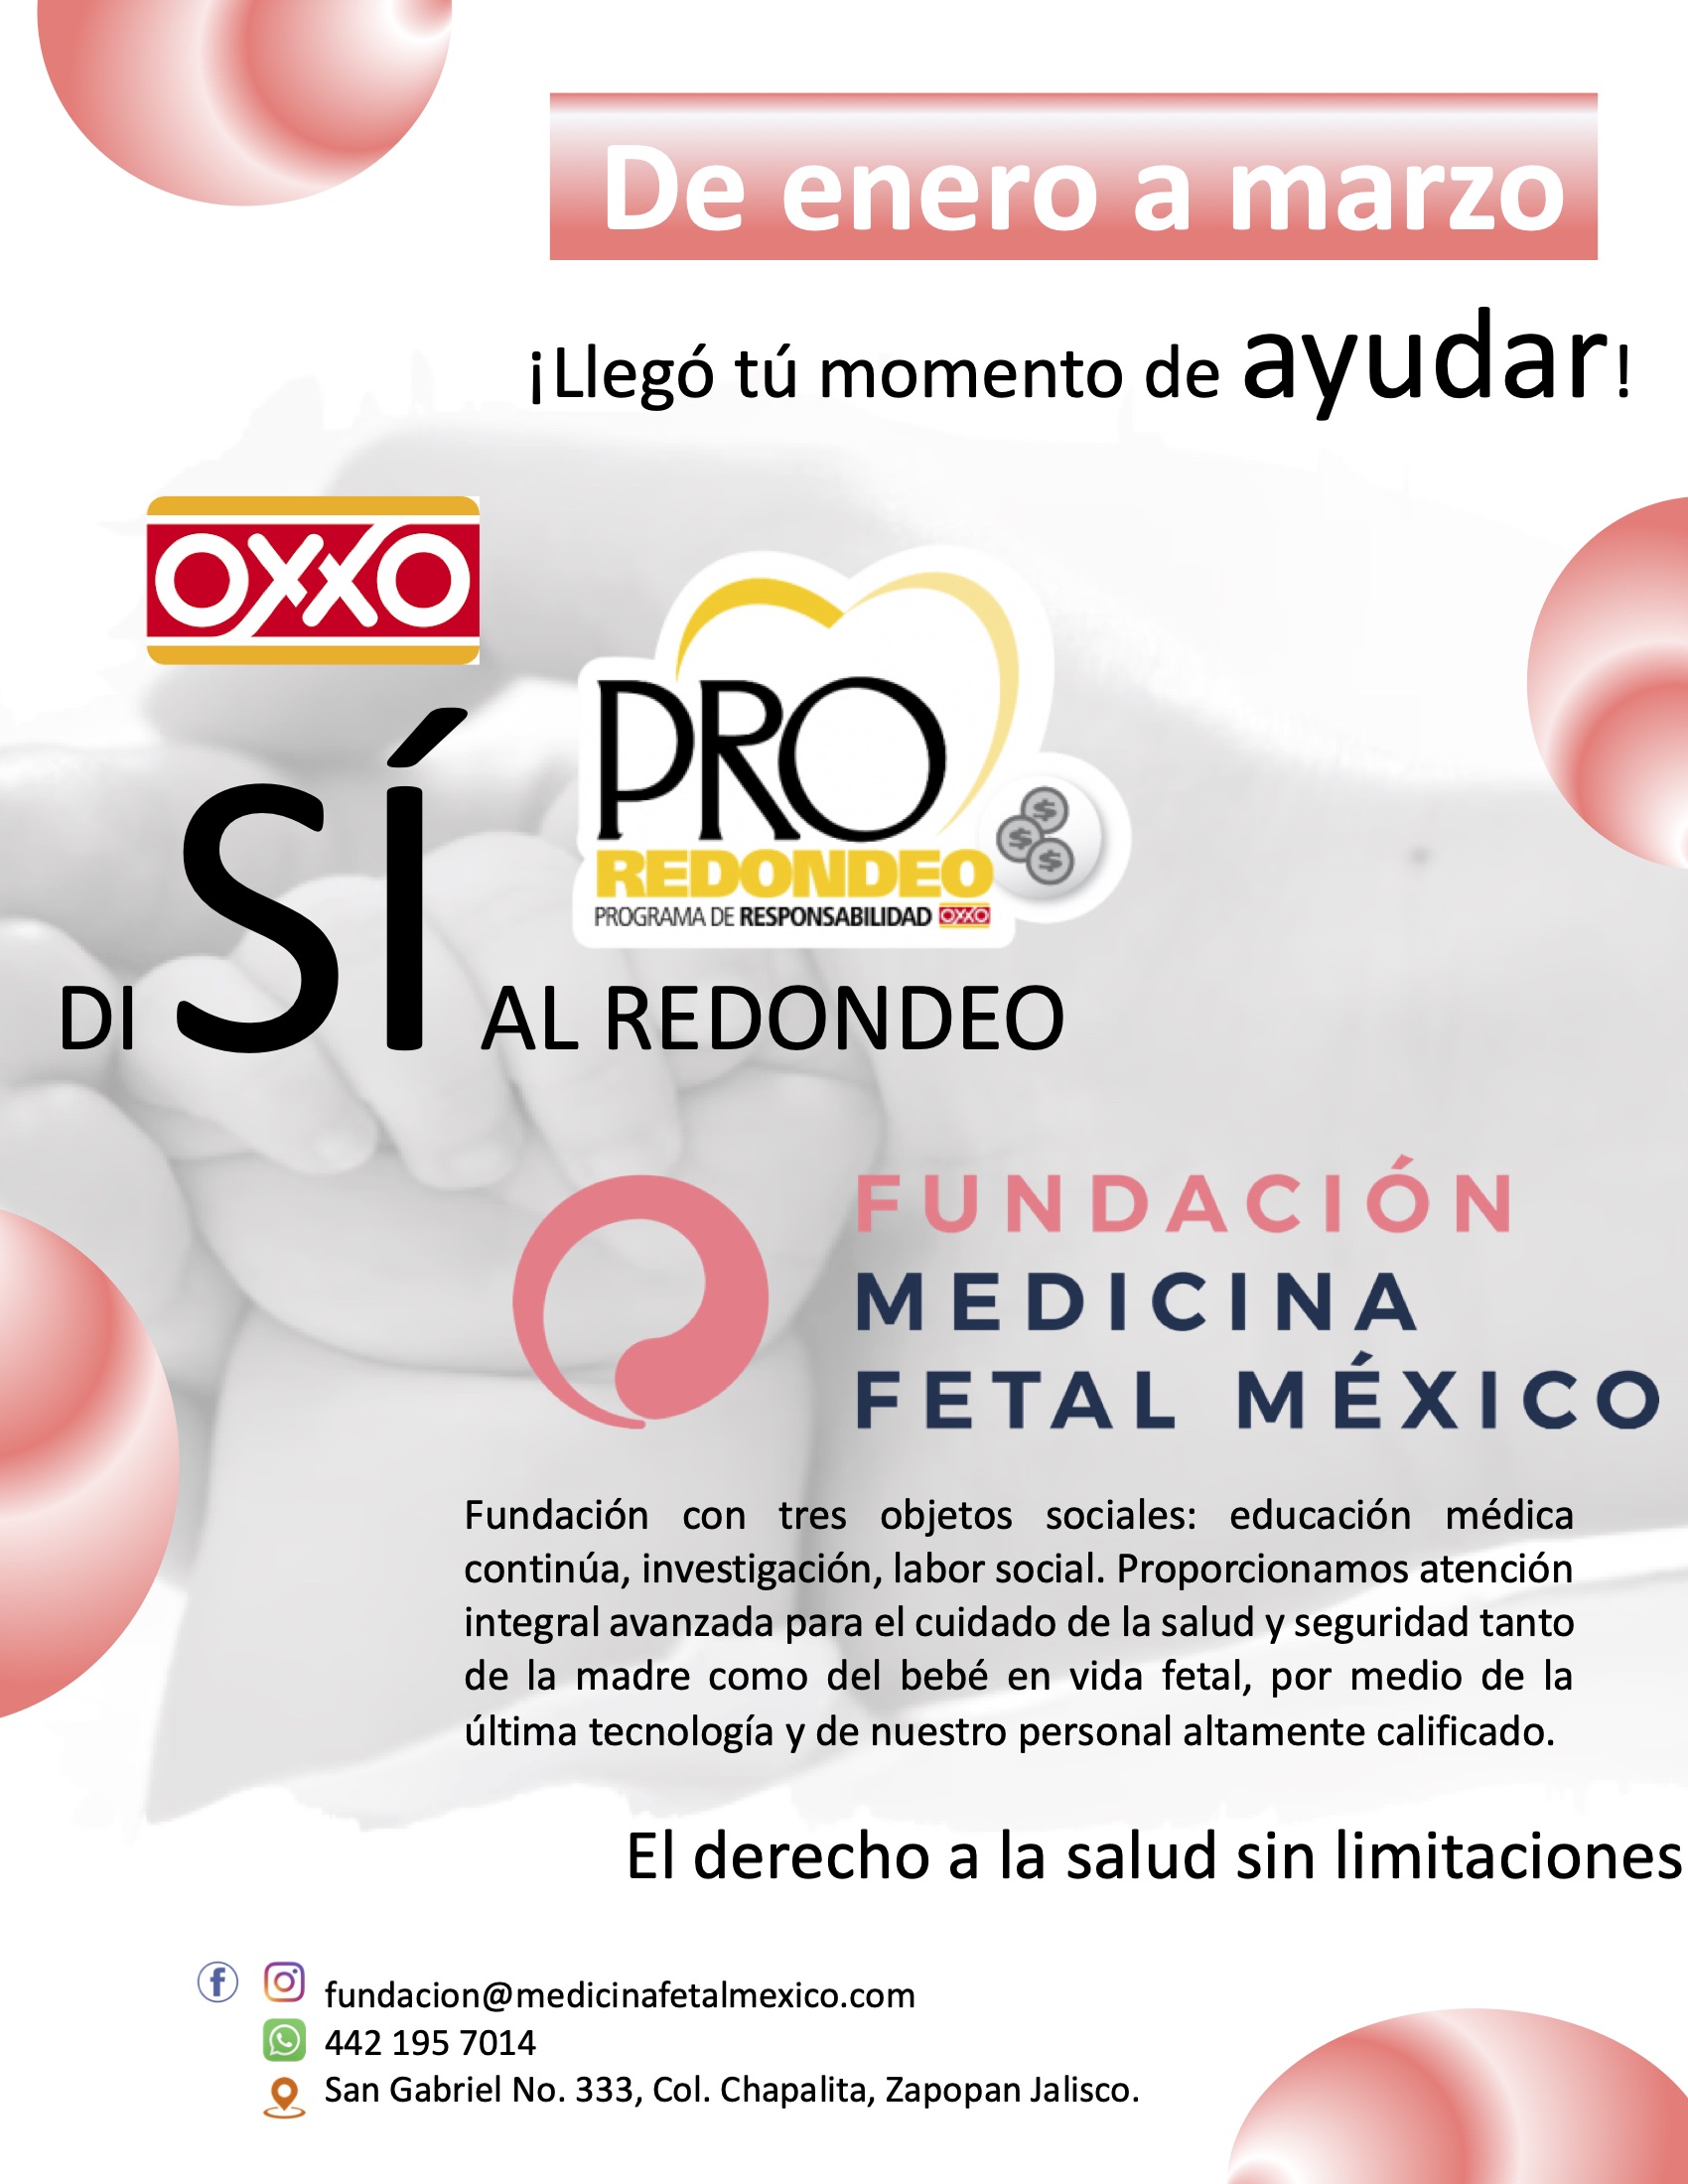 De enero a marzo
¡Llegó tú momento de ayudar!
OXXO
PRO
REDONDEO
PROGRAMA DE RESPONSABILIDAD OXXO
DI SÍ AL REDONDEO
FUNDACIÓN
MEDICINA
FETAL MÉXICO
Fundación con tres objetos sociales: educación médica
continúa, investigación, labor social. Proporcionamos atención
integral avanzada para el cuidado de la salud y seguridad tanto
de la madre como del bebé en vida fetal, por medio de la
última tecnología y de nuestro personal altamente calificado.
El derecho a la salud sin limitaciones
fundacion@medicinafetalmexico.com
442 195 7014
San Gabriel No. 333, Col. Chapalita, Zapopan Jalisco.